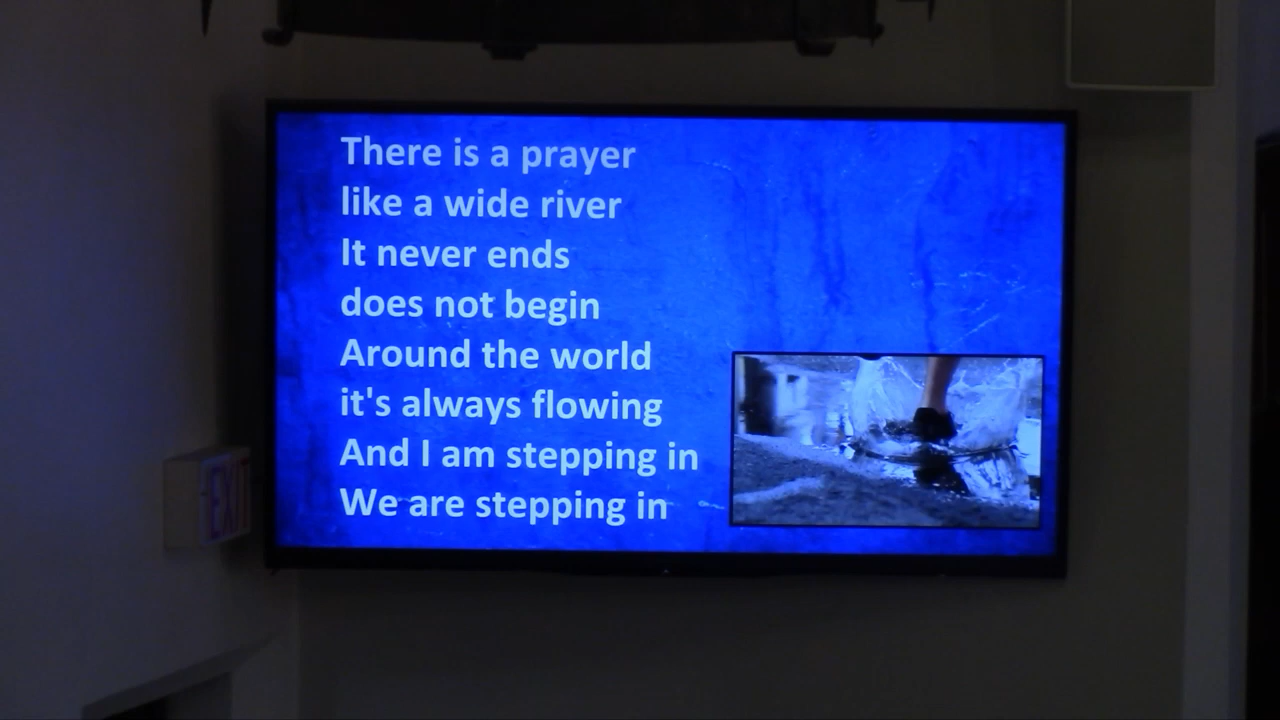 There is a prayer
like a wide river
It never ends
does not begin
Around the world
it's always flowing
And I am stepping in
We are stepping in
EXIT